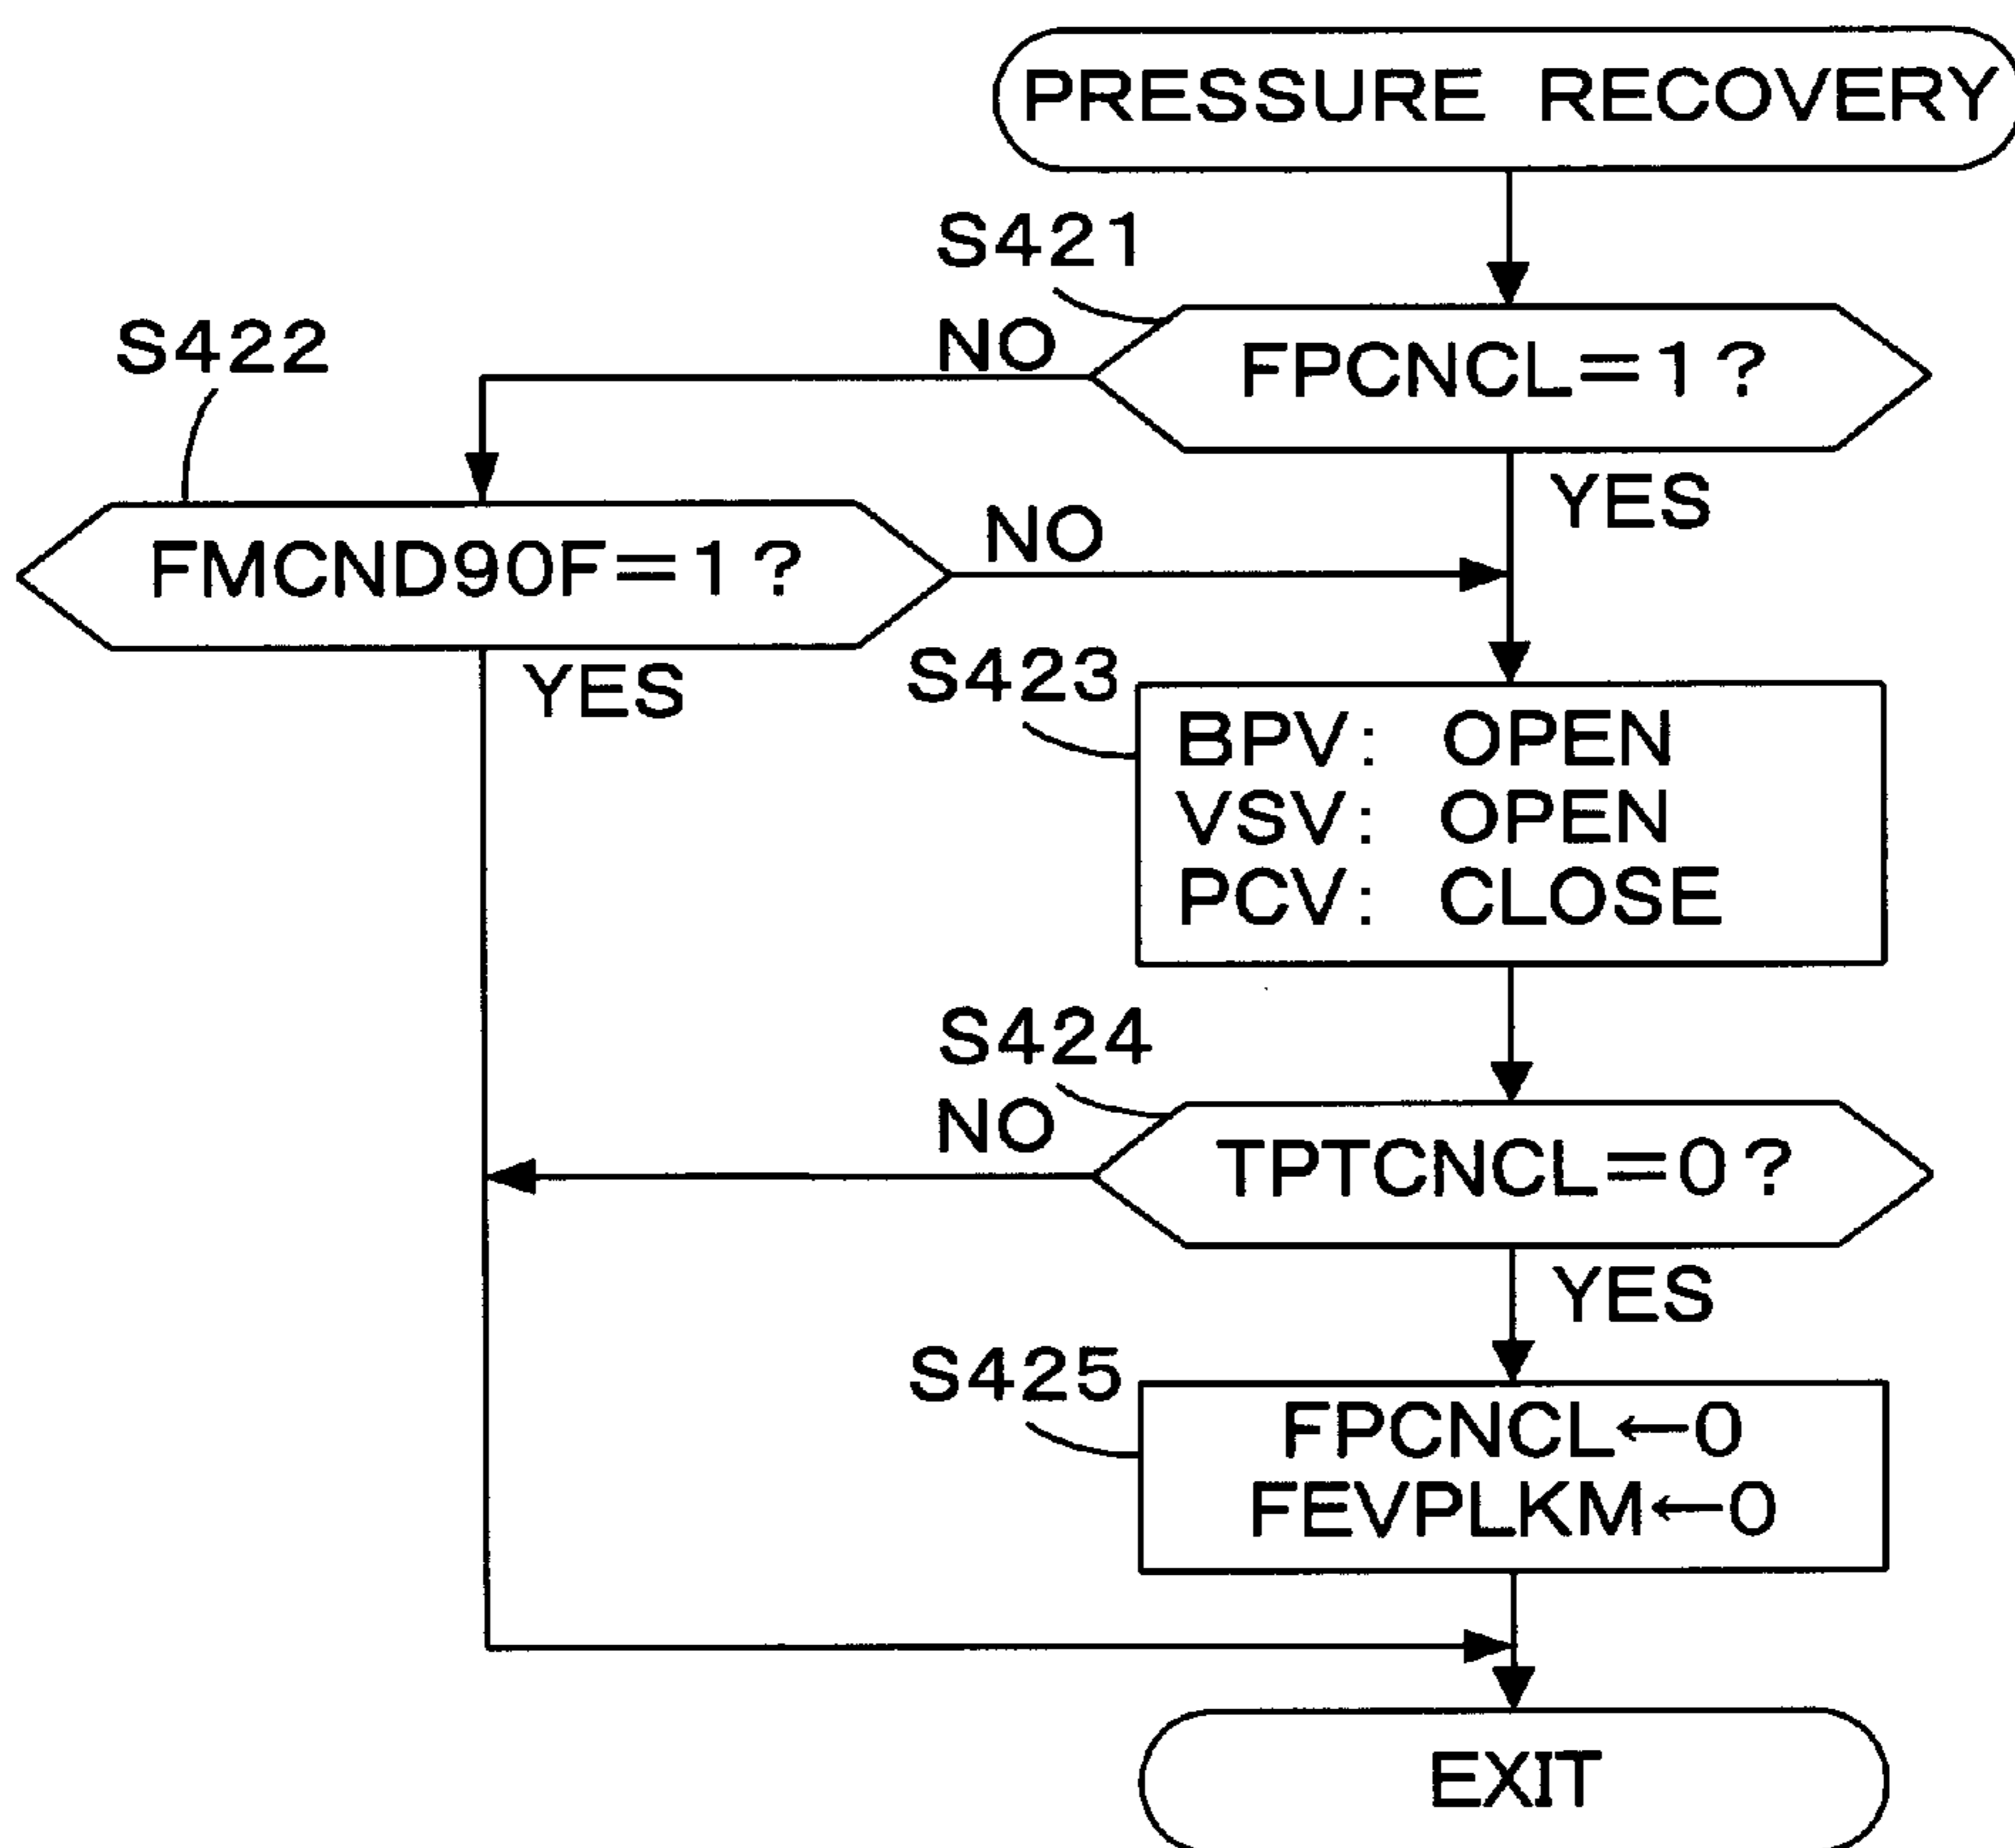 PRESSURE RECOVERY
S421
NO
FPCNCL=1?
S422
YES
NO
FMCND90F=1?
YES
S423
BPV: OPEN
VSV: OPEN
PCV: CLOSE
S424
NO
TPTCNCL=0?
YES
S425
FPCNCL←0
FEVPLKM←0
EXIT